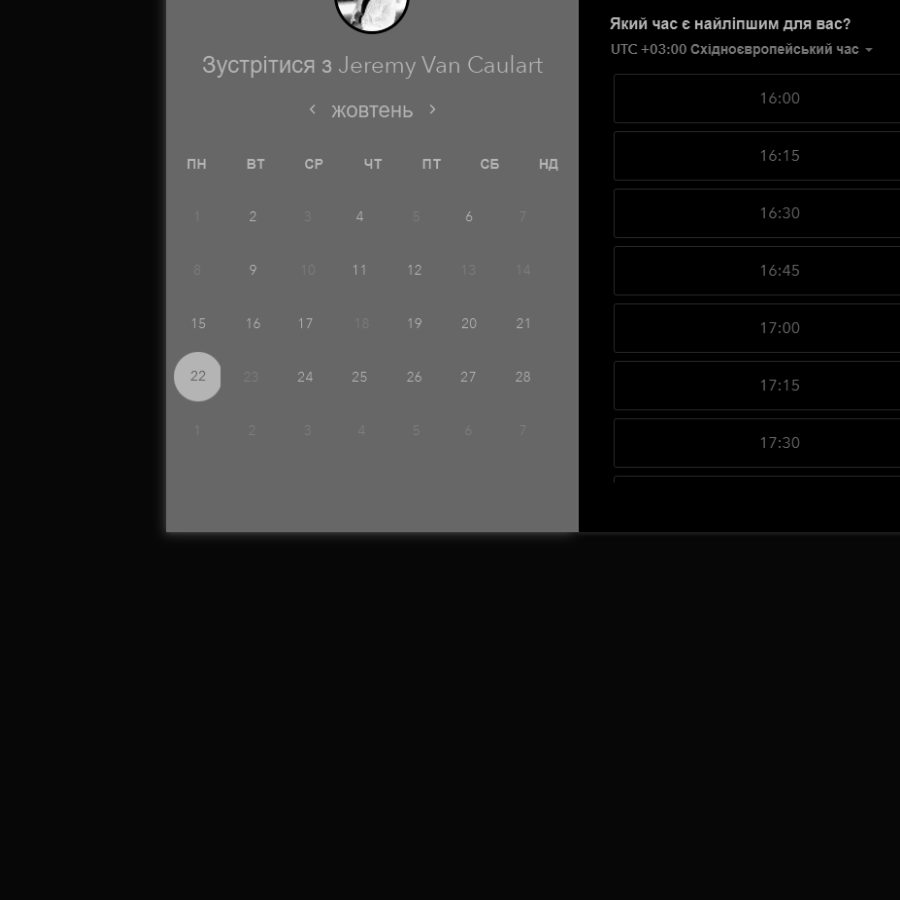 Зустрітися з Jeremy Van Caulart
жовтень
ПН ВТ СР ЧТ ПТ СБ НД
1 2 3 4 5 6 7
8 9 10 11 12 13 14
15 16 17 18 19 20 21
22 23 24 25 26 27 28
1 2 3 4 5 6 7
Який час є найліпшим для вас?
UTC +03:00 Східноєвропейський час
16:00
16:15
16:30
16:45
17:00
17:15
17:30